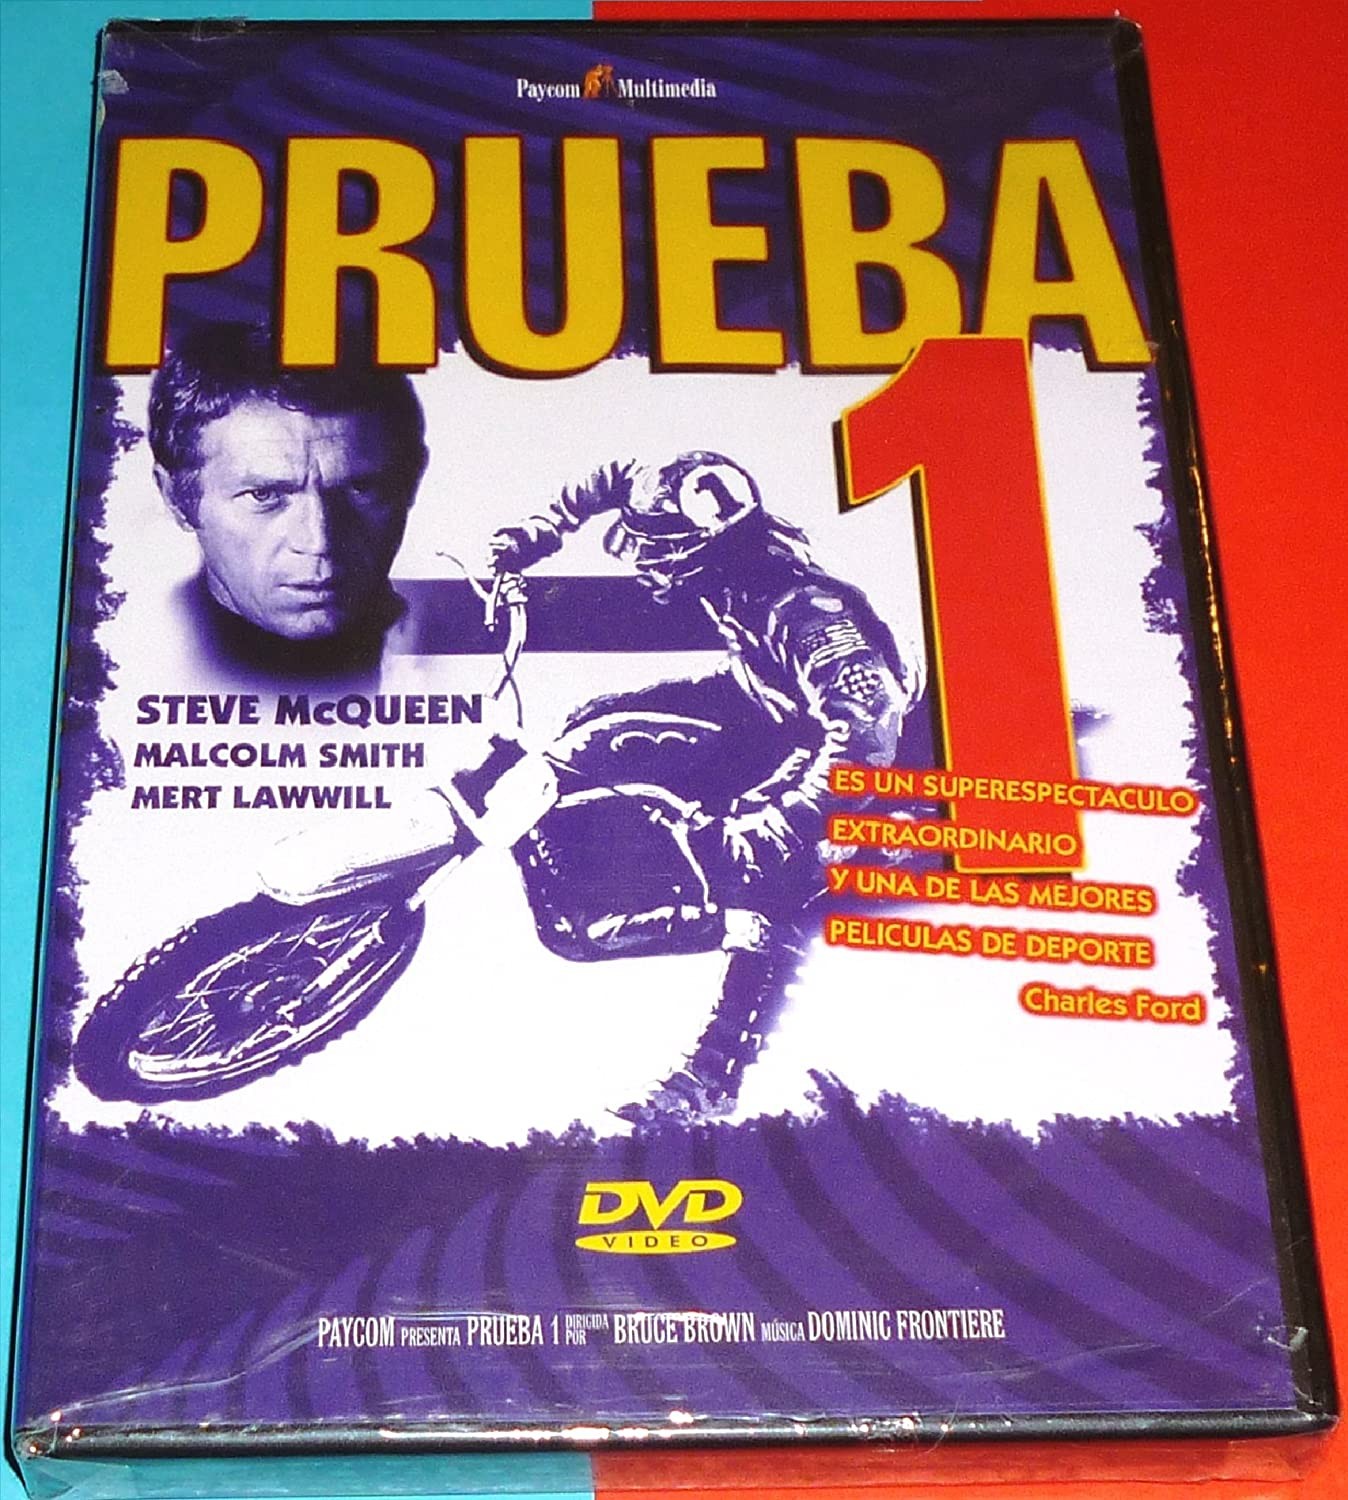 Paycom Multimedia
PRUEBA
1
1
STEVE McQUEEN
MALCOLM SMITH
MERT LAWWILL
ES UN SUPERESPECTACULO
EXTRAORDINARIO
Y UNA DE LAS MEJORES
PELICULAS DE DEPORTE
Charles Ford
DVD
VIDEO
PAYCOM PRESENTA PRUEBA 1 DIRIGIDA POR BRUCE BROWN MÚSICA DOMINIC FRONTIERE